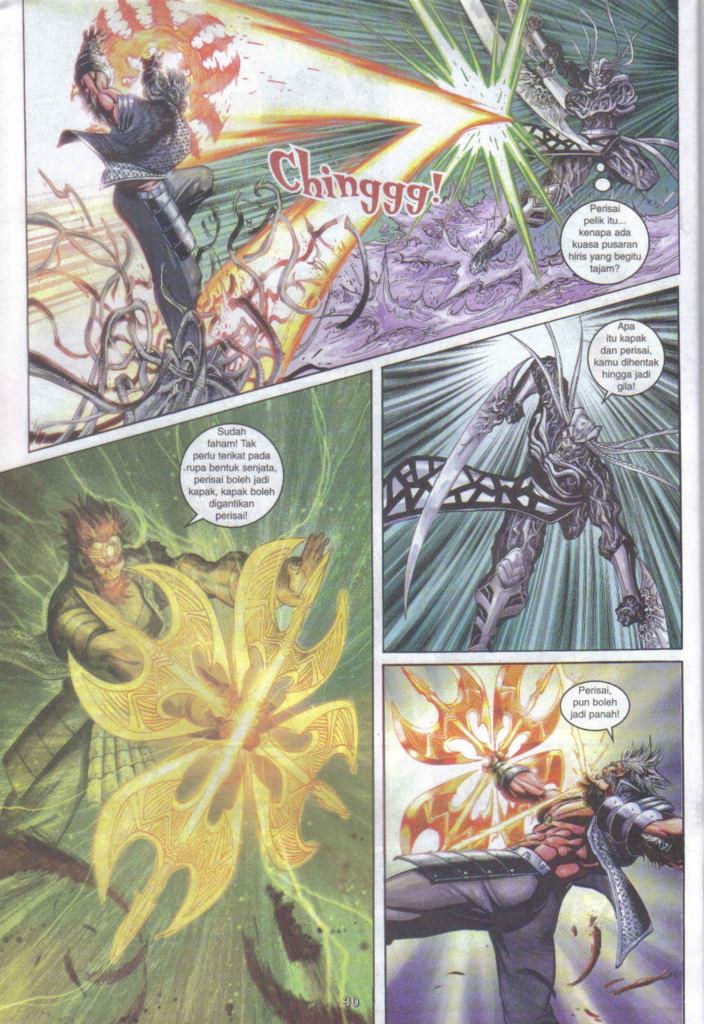 Chinggg!
Perisai
pelik itu...
kenapa ada
kuasa pusaran
hiris yang begitu
tajam?
Apa
itu kapak
dan perisai,
kamu dihentak
hingga jadi
gila!
Sudah
faham! Tak
perlu terikat pada
rupa bentuk senjata,
perisai boleh jadi
kapak, kapak boleh
digantikan
perisai!
Perisai,
pun boleh
jadi panah!
30